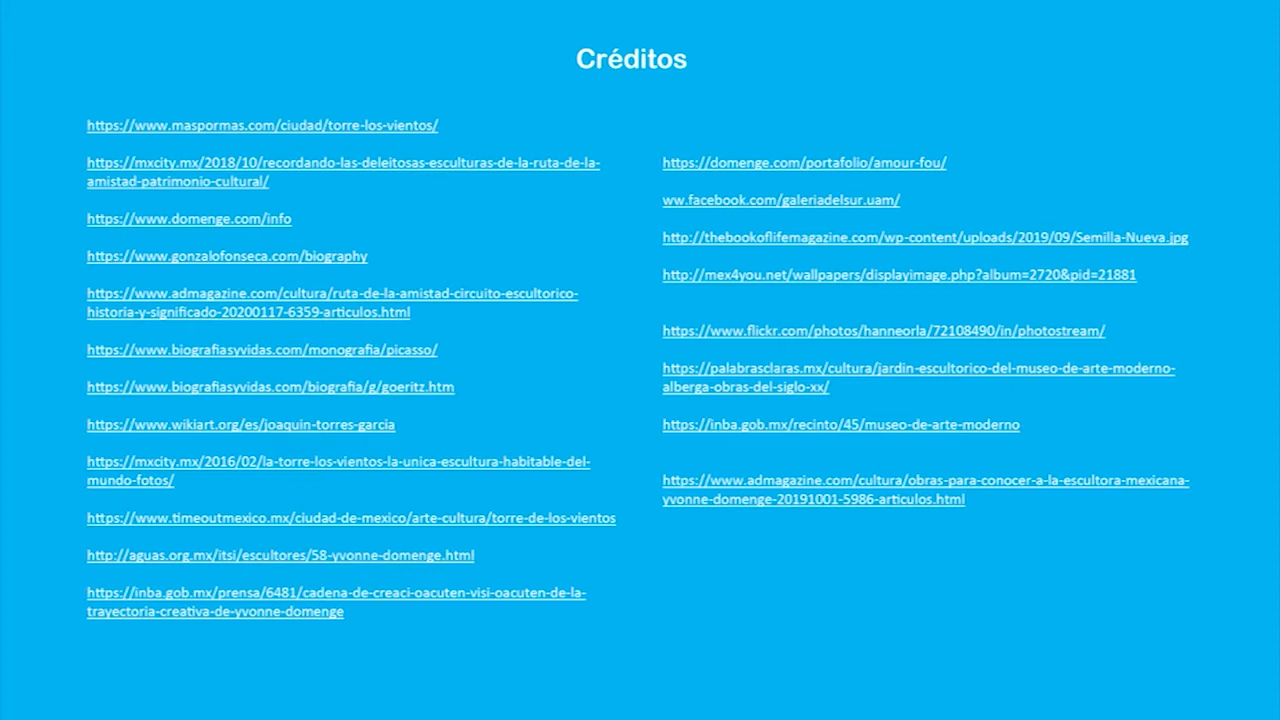 Créditos
https://www.maspormas.com/ciudad/torre-los-vientos/
https://mxcity.mx/2018/10/recordando-las-deleitosas-esculturas-de-la-ruta-de-la-
amistad-patrimonio-cultural/
https://www.domenge.com/info
https://www.gonzalofonseca.com/biography
https://www.admagazine.com/cultura/ruta-de-la-amistad-circuito-escultorico-
historia-y-significado-20200117-6359-articulos.html
https://www.biografiasyvidas.com/monografia/picasso/
https://www.biografiasyvidas.com/biografia/g/goeritz.htm
https://www.wikiart.org/es/joaquin-torres-garcia
https://mxcity.mx/2016/02/la-torre-los-vientos-la-unica-escultura-habitable-del-
mundo-fotos/
https://www.timeoutmexico.mx/ciudad-de-mexico/arte-cultura/torre-de-los-vientos
http://aguas.org.mx/itsi/escultores/58-yvonne-domenge.html
https://inba.gob.mx/prensa/6481/cadena-de-creaci-oacuten-visi-oacuten-de-la-
trayectoria-creativa-de-yvonne-domenge
https://domenge.com/portafolio/amour-fou/
ww.facebook.com/galeriadelsur.uam/
http://thebookoflifemagazine.com/wp-content/uploads/2019/09/Semilla-Nueva.jpg
http://mex4you.net/wallpapers/displayimage.php?album=2720&pid=21881
https://www.flickr.com/photos/hanneorla/72108490/in/photostream/
https://palabrasclaras.mx/cultura/jardin-escultorico-del-museo-de-arte-moderno-
alberga-obras-del-siglo-xx/
https://inba.gob.mx/recinto/45/museo-de-arte-moderno
https://www.admagazine.com/cultura/obras-para-conocer-a-la-escultora-mexicana-
yvonne-domenge-20191001-5986-articulos.html